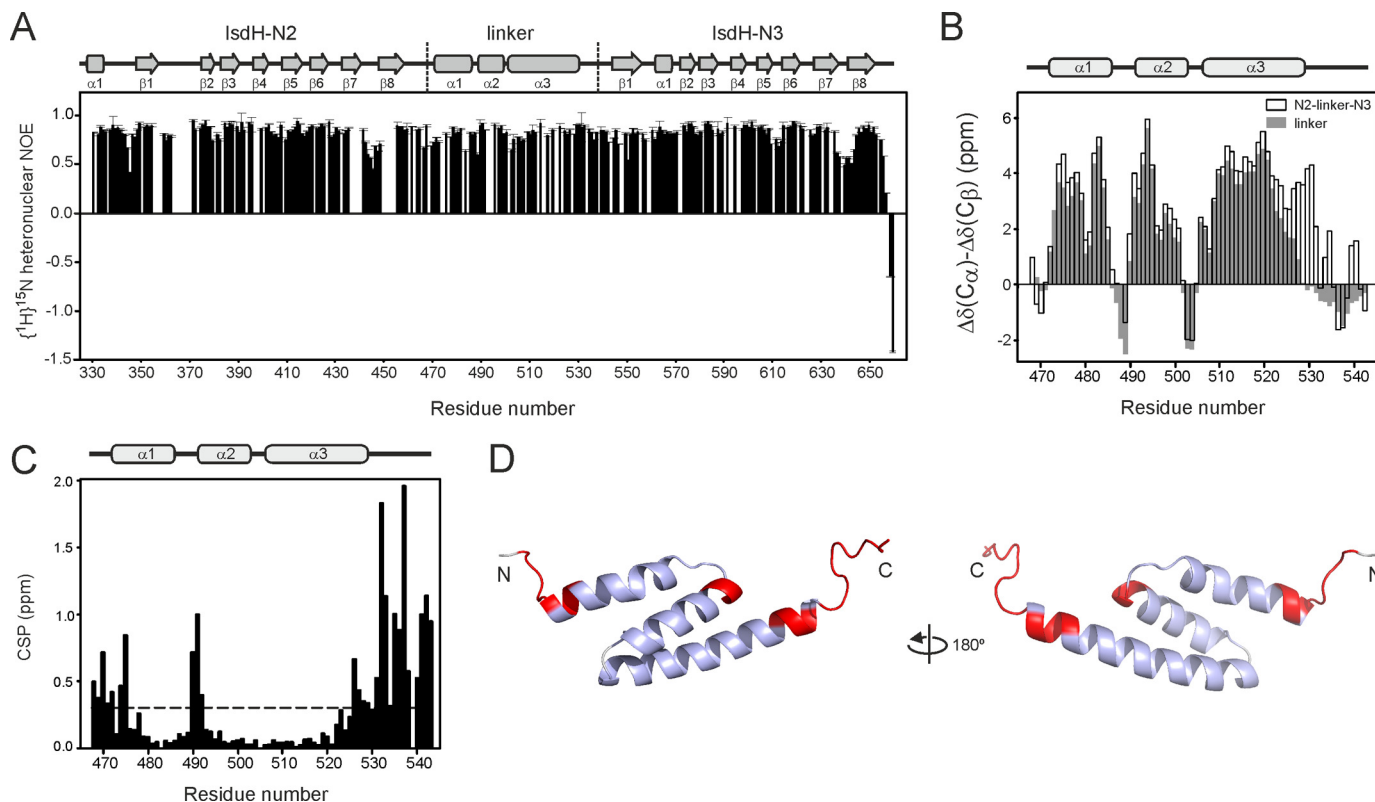 A
IsdH-N2 linker IsdH-N3
α1 β1 β2 β3 β4 β5 β6 β7 β8 α1 α2 α3 β1 α1 β2 β3 β4 β5 β6 β7 β8
{¹H}¹⁵N heteronuclear NOE
1.0
0.5
0.0
-0.5
-1.0
-1.5
330 350 370 390 410 430 450 470 490 510 530 550 570 590 610 630 650
Residue number
B
α1 α2 α3
N2-linker-N3
linker
Δδ(Cα)-Δδ(Cβ) (ppm)
6
4
2
0
-2
470 480 490 500 510 520 530 540
Residue number
C
α1 α2 α3
CSP (ppm)
2.0
1.5
1.0
0.5
0.0
470 480 490 500 510 520 530 540
Residue number
D
N C C N
180º